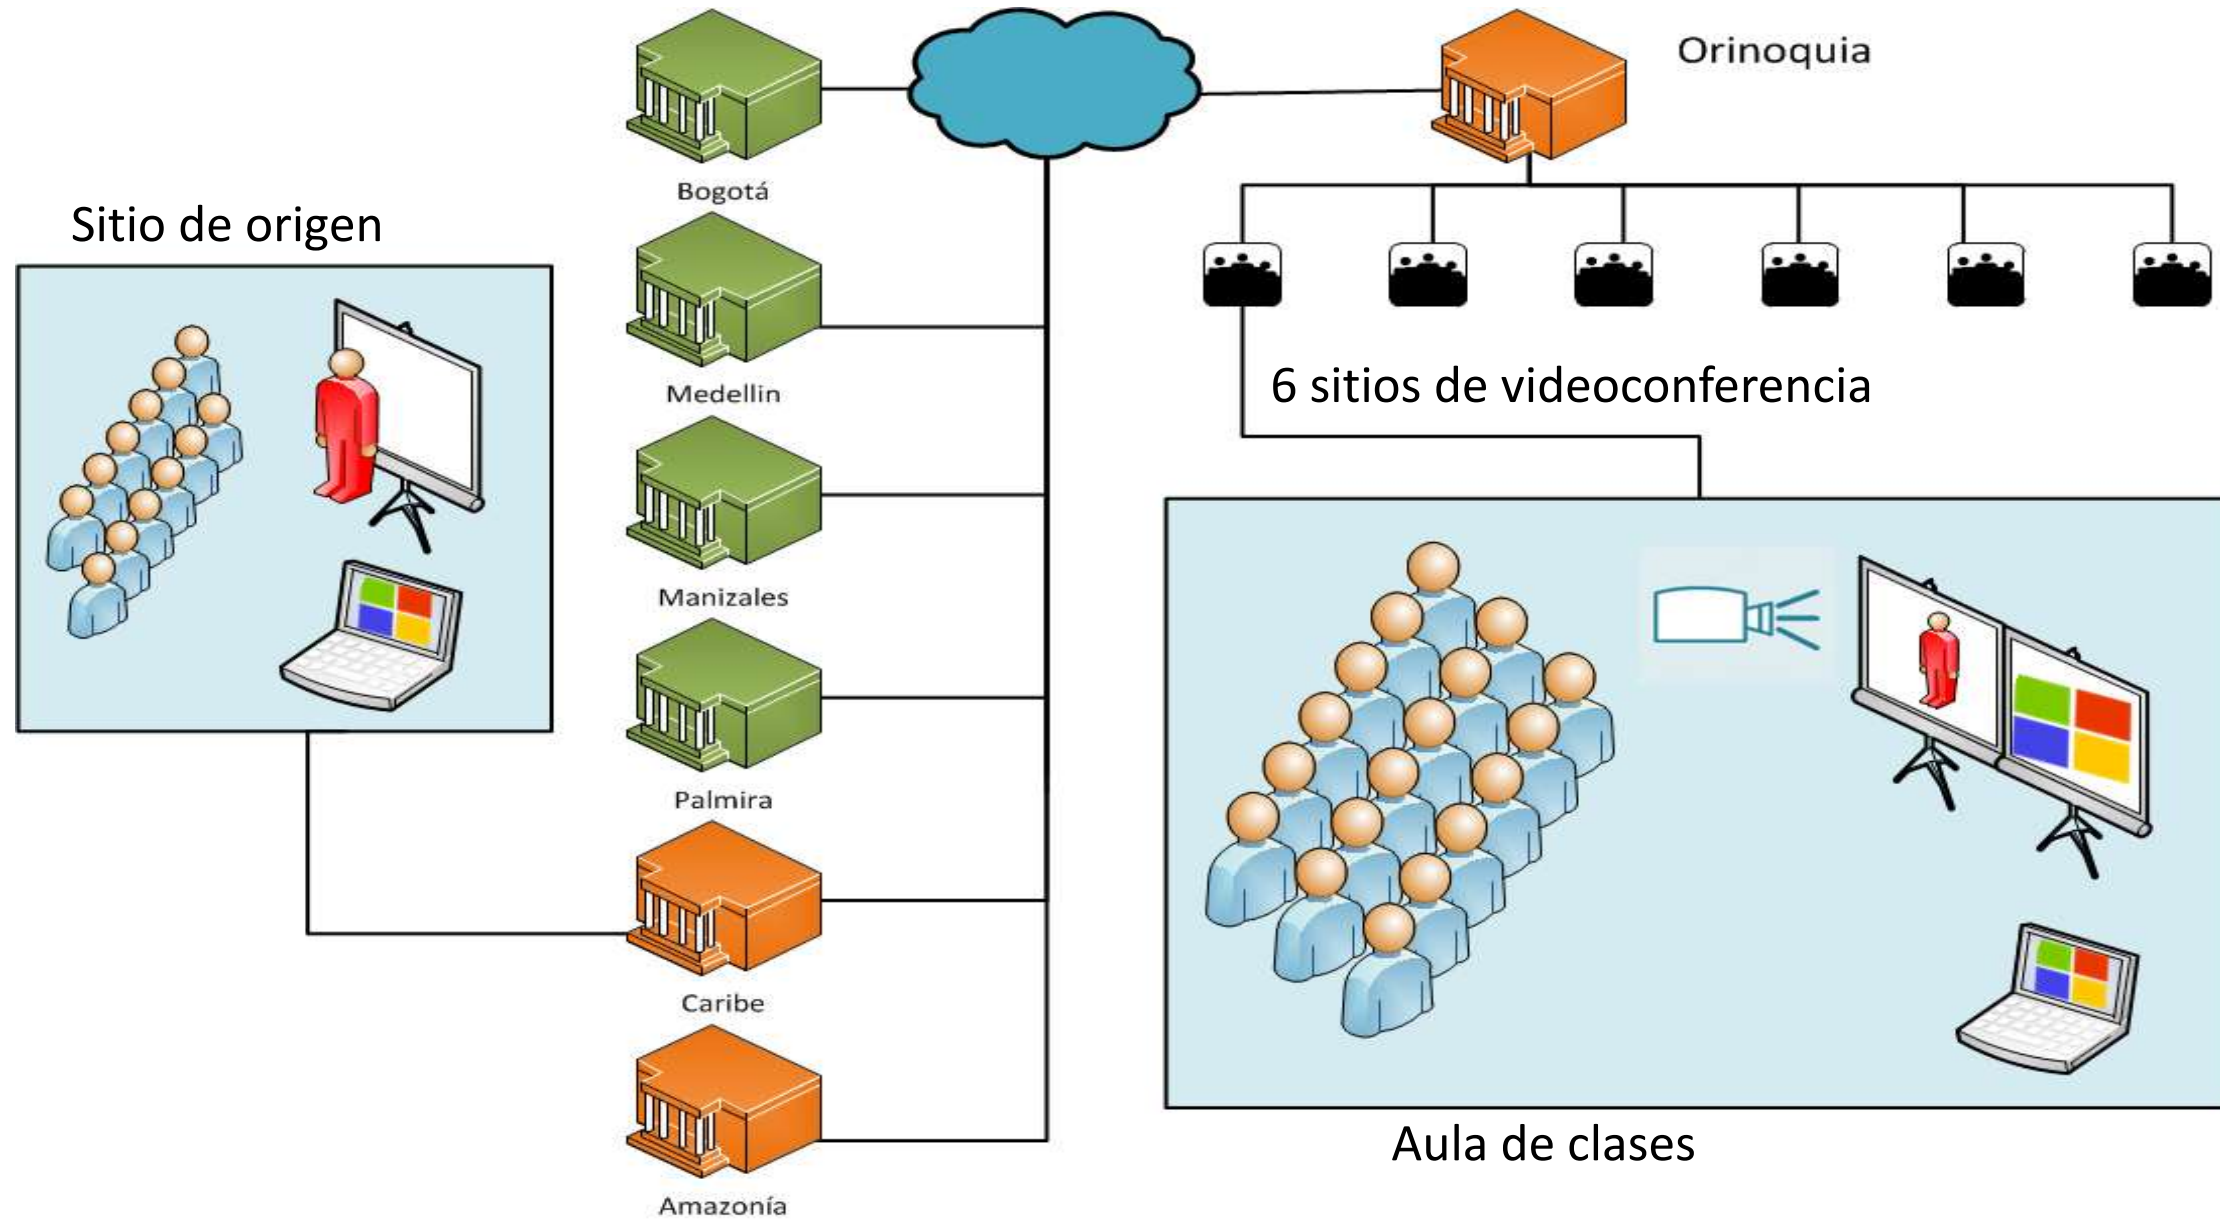 Orinoquia
Bogotá
Sitio de origen
Medellin
6 sitios de videoconferencia
Manizales
Palmira
Caribe
Aula de clases
Amazonía